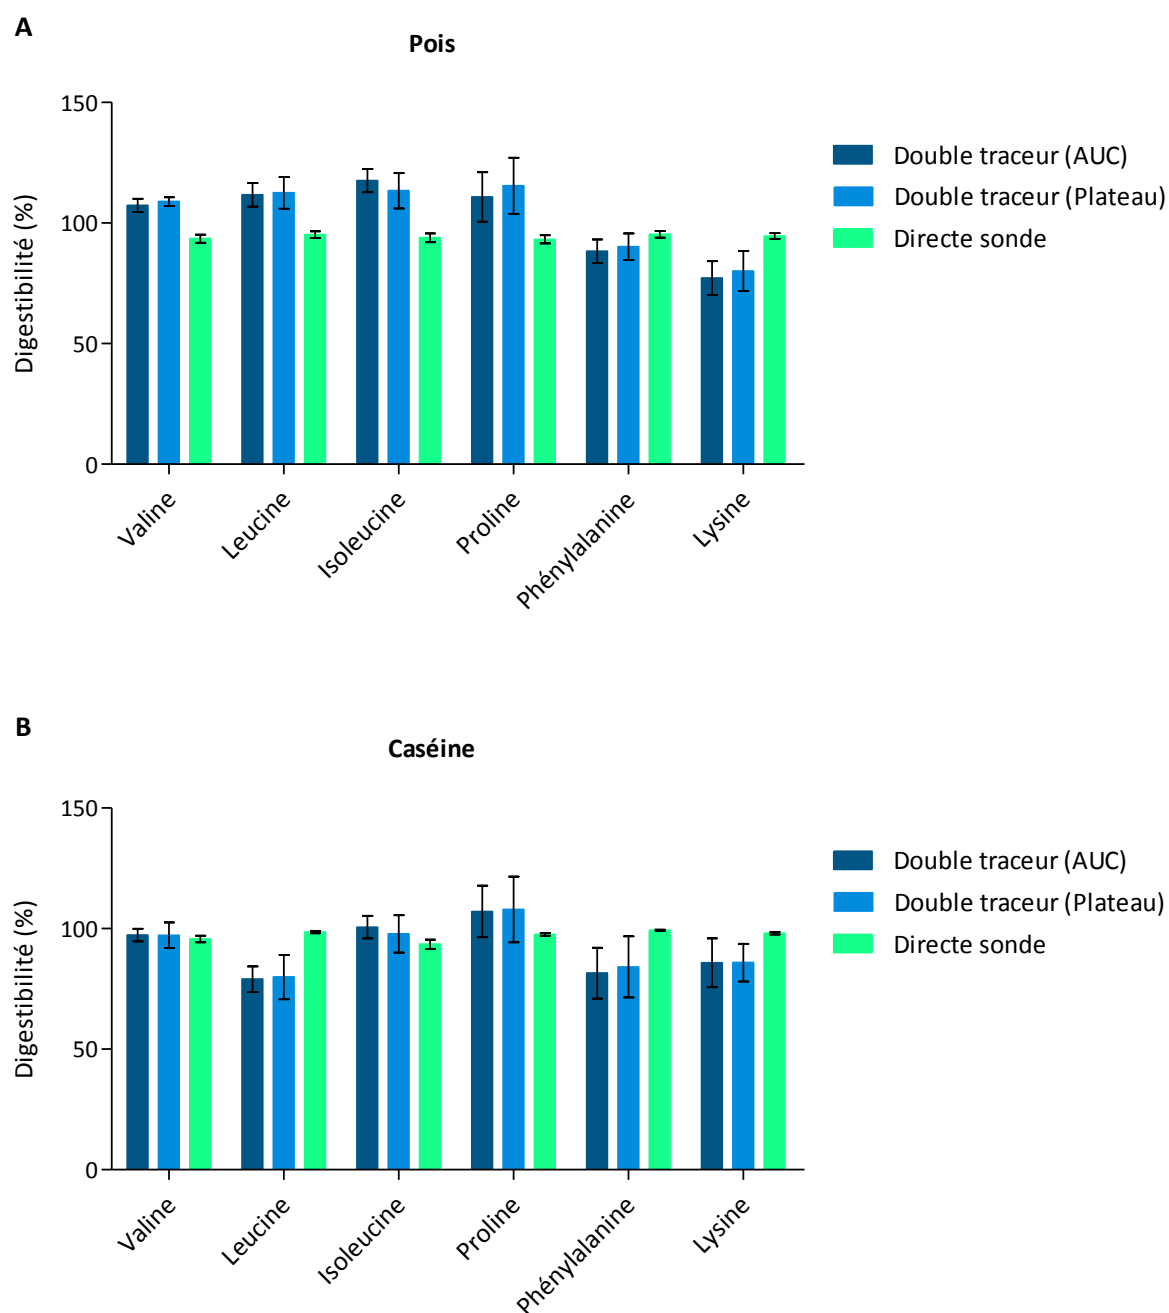 A
Pois
150
100
50
0
Digestibilité (%)
Valine
Leucine
Isoleucine
Proline
Phénylalanine
Lysine
Double traceur (AUC)
Double traceur (Plateau)
Directe sonde
B
Caséine
150
100
50
0
Digestibilité (%)
Valine
Leucine
Isoleucine
Proline
Phénylalanine
Lysine
Double traceur (AUC)
Double traceur (Plateau)
Directe sonde